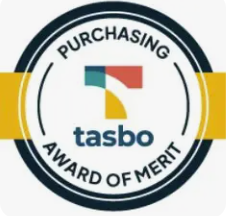 PURCHASING
tasbo
AWARD OF MERIT